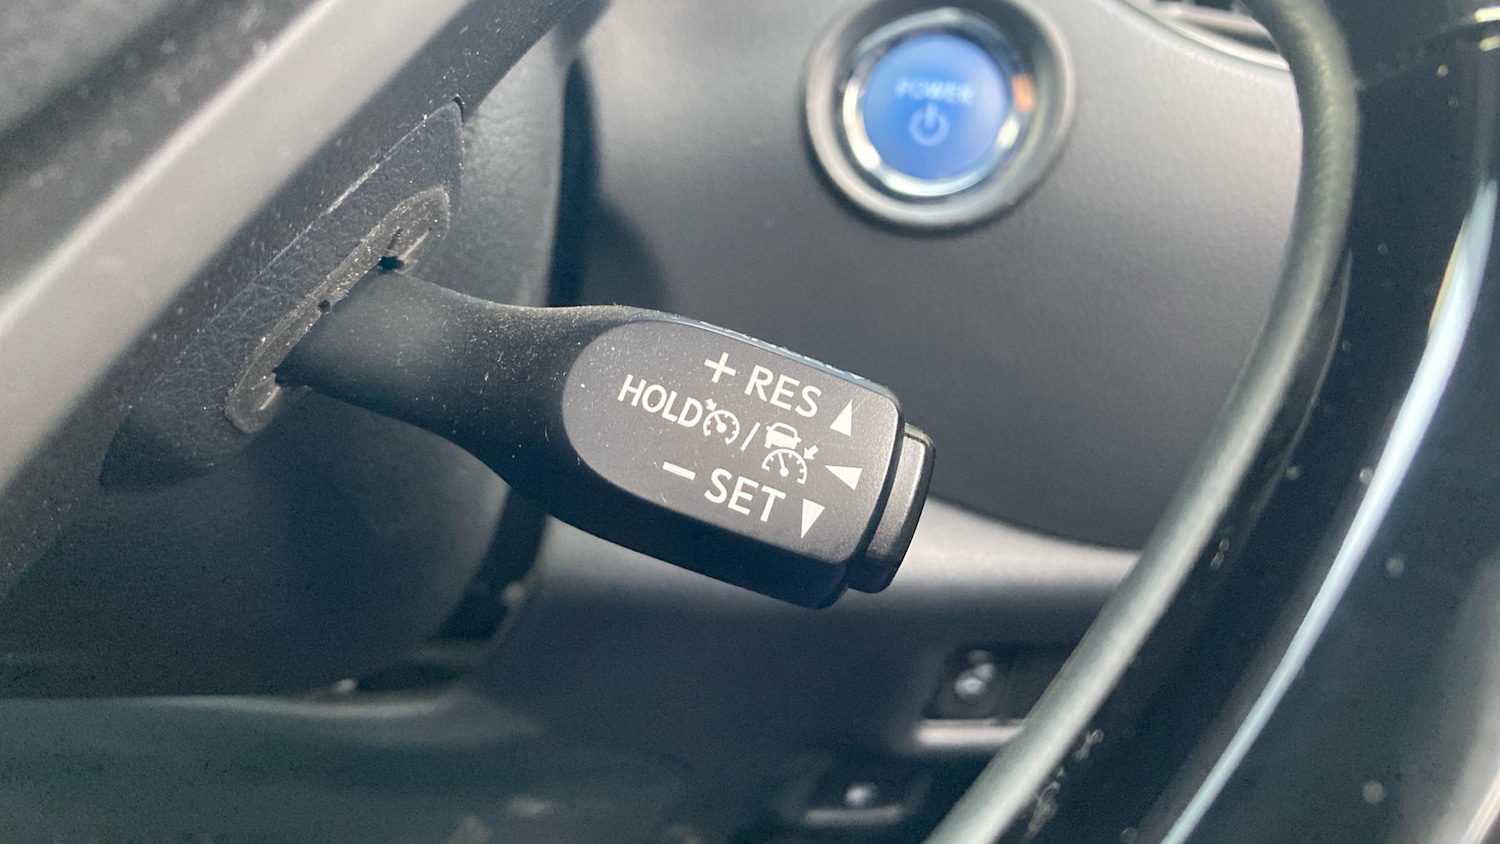 POWER
+ RES
HOLD /
− SET